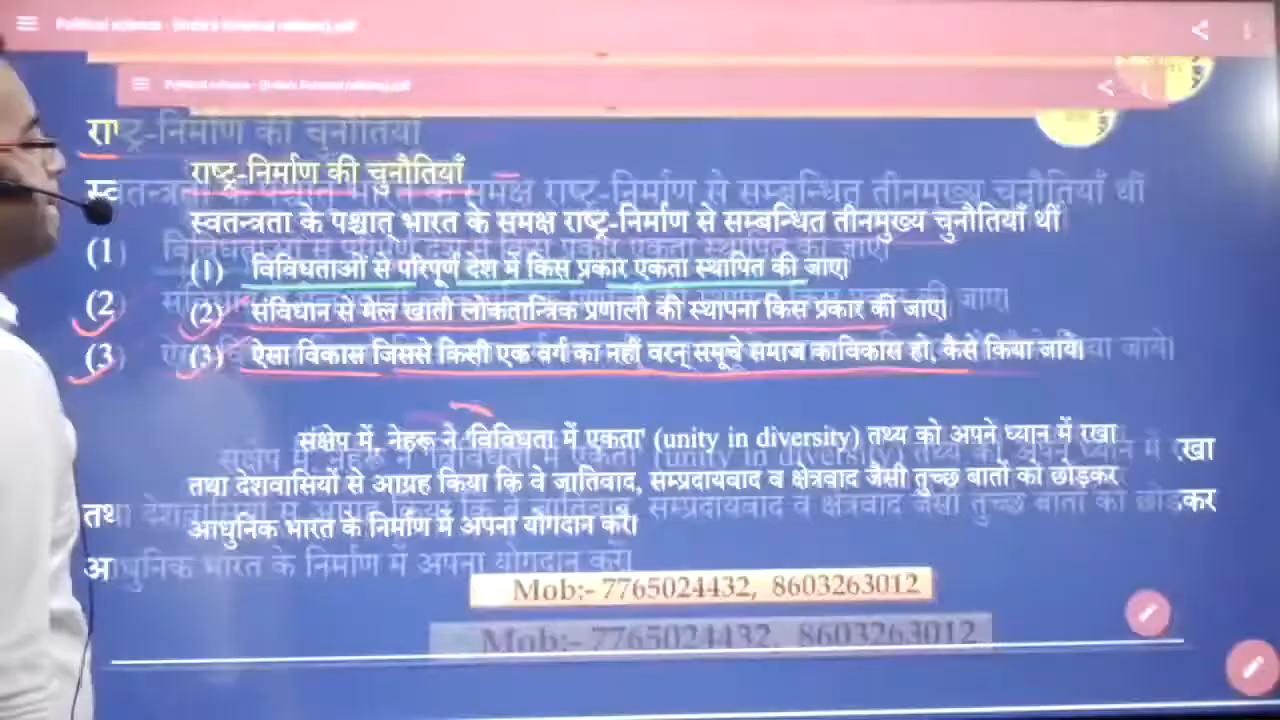 राष्ट्र-निर्माण की चुनौतियाँ
स्वतन्त्रता के पश्चात् भारत के समक्ष राष्ट्र-निर्माण से सम्बन्धित तीनमुख्य चुनौतियाँ थीं
(1) विविधताओं से परिपूर्ण देश में किस प्रकार एकता स्थापित की जाए।
(2) संविधान से मेल खाती लोकतान्त्रिक प्रणाली की स्थापना किस प्रकार की जाए।
(3) ऐसा विकास जिससे किसी एक वर्ग का नहीं वरन् समूचे समाज काविकास हो, कैसे किया जाये।
संक्षेप में, नेहरू ने 'विविधता में एकता' (unity in diversity) तथ्य को अपने ध्यान में रखा
तथा देशवासियों से आग्रह किया कि वे जातिवाद, सम्प्रदायवाद व क्षेत्रवाद जैसी तुच्छ बातों को छोड़कर
आधुनिक भारत के निर्माण में अपना योगदान करें।
Mob:- 7765024432, 8603263012